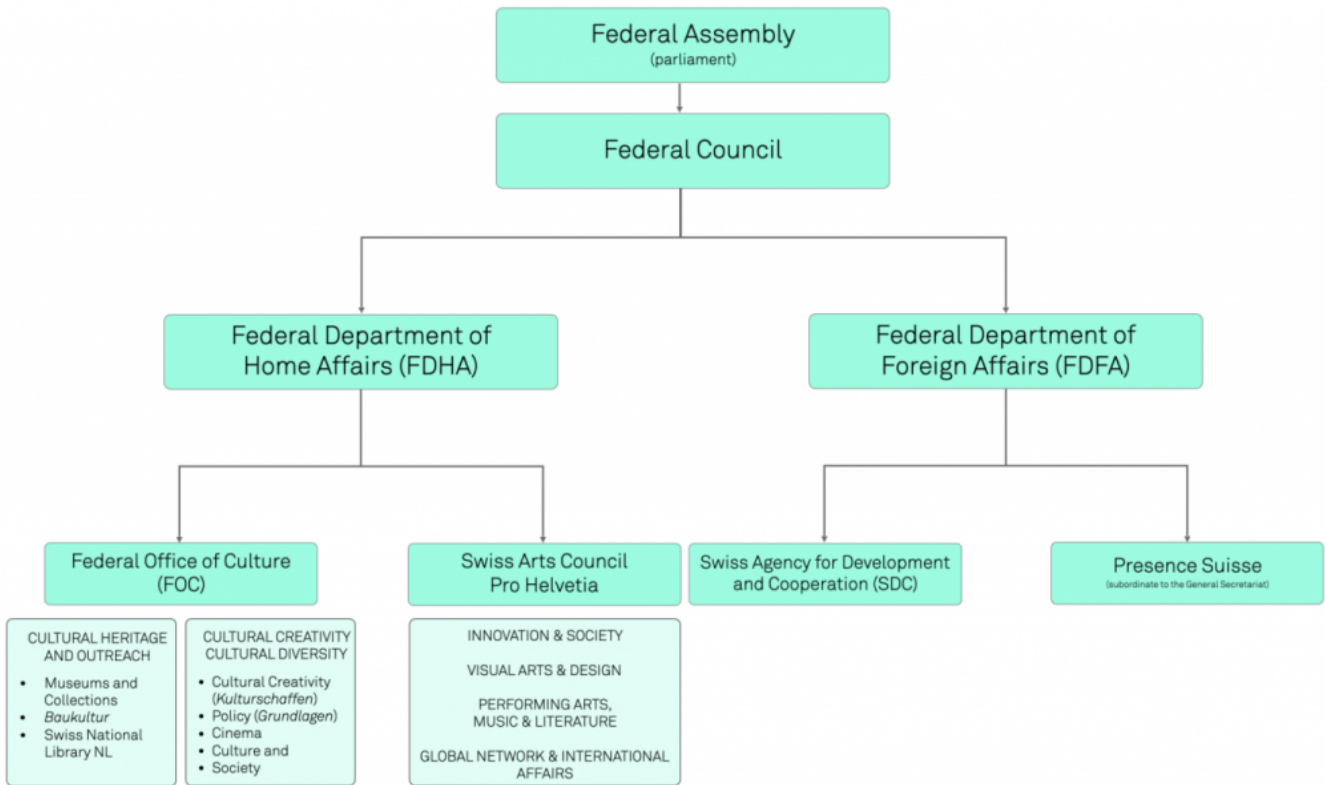 Federal Assembly
(parliament)
Federal Council
Federal Department of
Home Affairs (FDHA)
Federal Department of
Foreign Affairs (FDFA)
Federal Office of Culture
(FOC)
Swiss Arts Council
Pro Helvetia
Swiss Agency for Development
and Cooperation (SDC)
Presence Suisse
(subordinate to the General Secretariat)
CULTURAL HERITAGE
AND OUTREACH
• Museums and
Collections
• Baukultur
• Swiss National
Library NL
CULTURAL CREATIVITY
CULTURAL DIVERSITY
• Cultural Creativity
(Kulturschaffen)
• Policy (Grundlagen)
• Cinema
• Culture and
• Society
INNOVATION & SOCIETY
VISUAL ARTS & DESIGN
PERFORMING ARTS,
MUSIC & LITERATURE
GLOBAL NETWORK & INTERNATIONAL
AFFAIRS